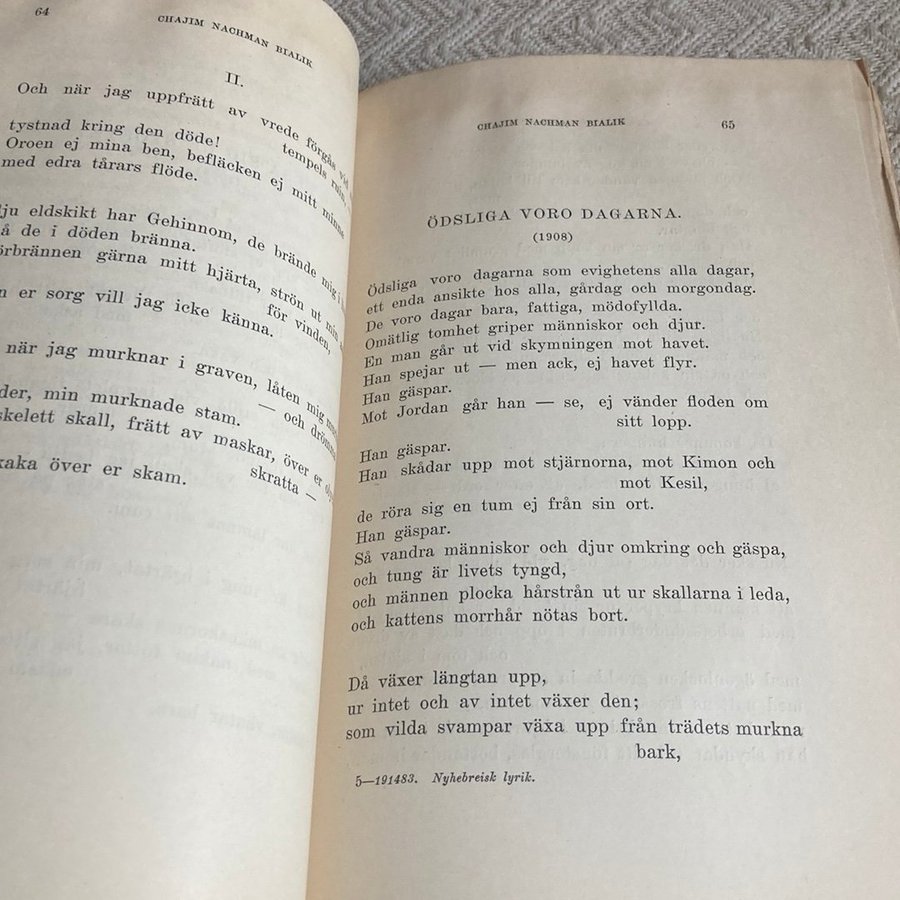 64
CHAJIM NACHMAN BIALIK
II.
Och när jag uppfrätt av vrede förgås vid
tempels ruin,
tystnad kring den döde!
Oroen ej mina ben, befläcken ej mitt minne
med edra tårars flöde.
eldskikt har Gehinnom, de brände mig i
de i döden bränna.
gärna mitt hjärta, strön ut min
för vinden,
er sorg vill jag icke känna.
när jag murknar i graven, låten mig
min murknade stam.
— och
skelett skall, frätt av maskar, över er
skratta —
över er skam.
CHAJIM NACHMAN BIALIK
65
ÖDSLIGA VORO DAGARNA.
(1908)
Ödsliga voro dagarna som evighetens alla dagar,
ett enda ansikte hos alla, gårdag och morgondag.
De voro dagar bara, fattiga, mödofyllda.
Omätlig tomhet griper människor och djur.
En man går ut vid skymningen mot havet.
Han spejar ut — men ack, ej havet flyr.
Han gäspar.
Mot Jordan går han — se, ej vänder floden om
sitt lopp.
Han gäspar.
Han skådar upp mot stjärnorna, mot Kimon och
mot Kesil,
de röra sig en tum ej från sin ort.
Han gäspar.
Så vandra människor och djur omkring och gäspa,
och tung är livets tyngd,
och männen plocka hårstrån ut ur skallarna i leda,
och kattens morrhår nötas bort.
Då växer längtan upp,
ur intet och av intet växer den;
som vilda svampar växa upp från trädets murkna
bark,
5—191483. Nyhebreisk lyrik.